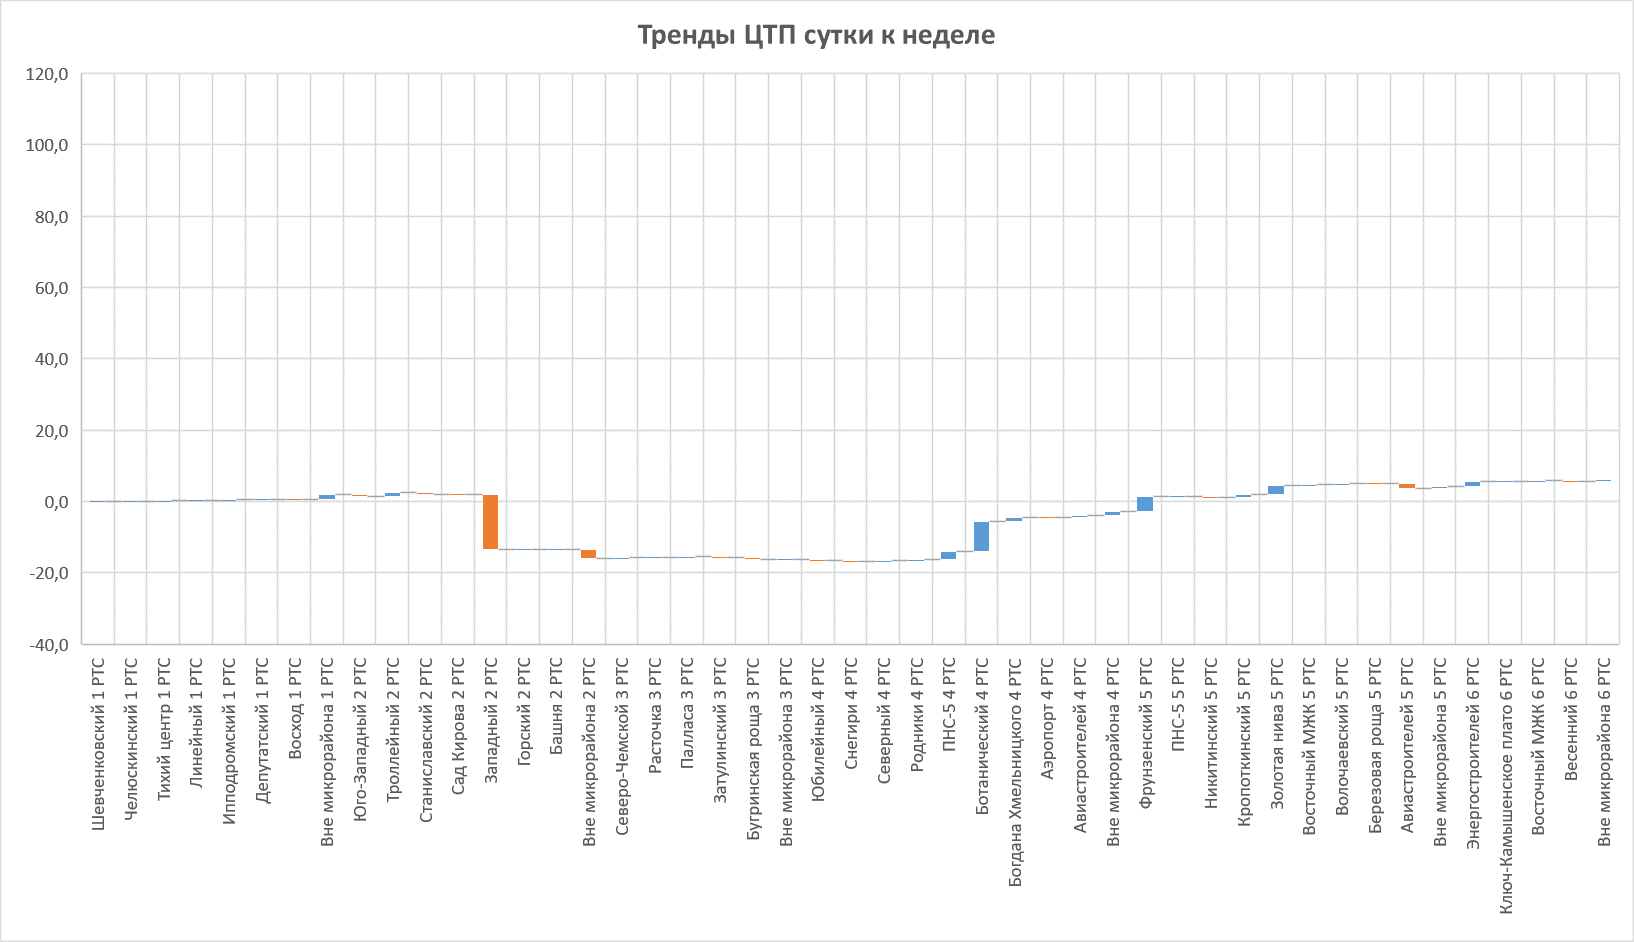 Тренды ЦТП сутки к неделе
120,0
100,0
80,0
60,0
40,0
20,0
0,0
-20,0
-40,0
Шевченковский 1 РТС
Челюскинский 1 РТС
Тихий центр 1 РТС
Линейный 1 РТС
Ипподромский 1 РТС
Депутатский 1 РТС
Восход 1 РТС
Вне микрорайона 1 РТС
Юго-Западный 2 РТС
Троллейный 2 РТС
Станиславский 2 РТС
Сад Кирова 2 РТС
Западный 2 РТС
Горский 2 РТС
Башня 2 РТС
Вне микрорайона 2 РТС
Северо-Чемской 3 РТС
Расточка 3 РТС
Палласа 3 РТС
Затулинский 3 РТС
Бугринская роща 3 РТС
Вне микрорайона 3 РТС
Юбилейный 4 РТС
Снегири 4 РТС
Северный 4 РТС
Родники 4 РТС
ПНС-5 4 РТС
Ботанический 4 РТС
Богдана Хмельницкого 4 РТС
Аэропорт 4 РТС
Авиастроителей 4 РТС
Вне микрорайона 4 РТС
Фрунзенский 5 РТС
ПНС-5 5 РТС
Никитинский 5 РТС
Кропоткинский 5 РТС
Золотая нива 5 РТС
Восточный МЖК 5 РТС
Волочаевский 5 РТС
Березовая роща 5 РТС
Авиастроителей 5 РТС
Вне микрорайона 5 РТС
Энергостроителей 6 РТС
Ключ-Камышенское плато 6 РТС
Восточный МЖК 6 РТС
Весенний 6 РТС
Вне микрорайона 6 РТС